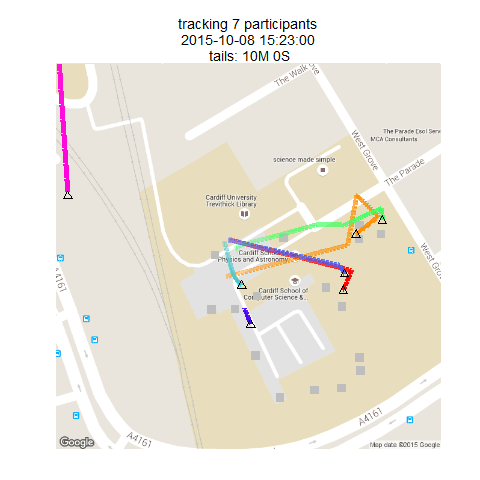 tracking 7 participants
2015-10-08 15:23:00
tails: 10M 0S
The Walk
ove
West Grove
The Parade Esol Serv
MCA Consultants
science made simple
The Parade
Cardiff University
Trevithick Library
West Grove
Cardiff School
Physics and Astronomy
Cardiff School of
Computer Science &...
A4161
A4161
A4161
Google
Map data ©2015 Google